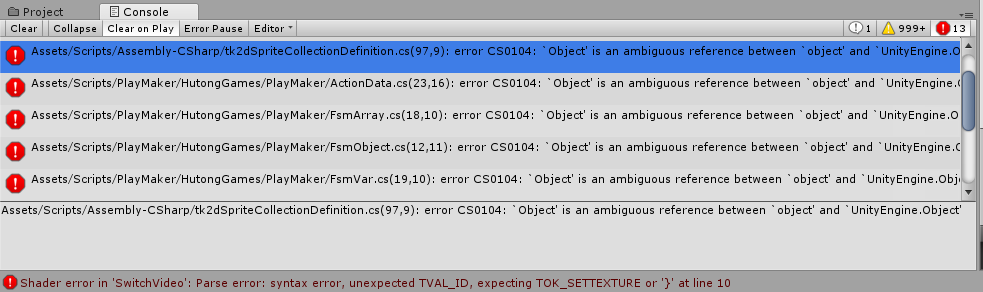 Project
Console
Clear Collapse Clear on Play Error Pause Editor 1 999+ 13
Assets/Scripts/Assembly-CSharp/tk2dSpriteCollectionDefinition.cs(97,9): error CS0104: `Object' is an ambiguous reference between `object' and `UnityEngine.O
Assets/Scripts/PlayMaker/HutongGames/PlayMaker/ActionData.cs(23,16): error CS0104: `Object' is an ambiguous reference between `object' and `UnityEngine.Ob
Assets/Scripts/PlayMaker/HutongGames/PlayMaker/FsmArray.cs(18,10): error CS0104: `Object' is an ambiguous reference between `object' and `UnityEngine.O
Assets/Scripts/PlayMaker/HutongGames/PlayMaker/FsmObject.cs(12,11): error CS0104: `Object' is an ambiguous reference between `object' and `UnityEngine.O
Assets/Scripts/PlayMaker/HutongGames/PlayMaker/FsmVar.cs(19,10): error CS0104: `Object' is an ambiguous reference between `object' and `UnityEngine.Obj
Assets/Scripts/Assembly-CSharp/tk2dSpriteCollectionDefinition.cs(97,9): error CS0104: `Object' is an ambiguous reference between `object' and `UnityEngine.Object'
Shader error in 'SwitchVideo': Parse error: syntax error, unexpected TVAL_ID, expecting TOK_SETTEXTURE or '}' at line 10